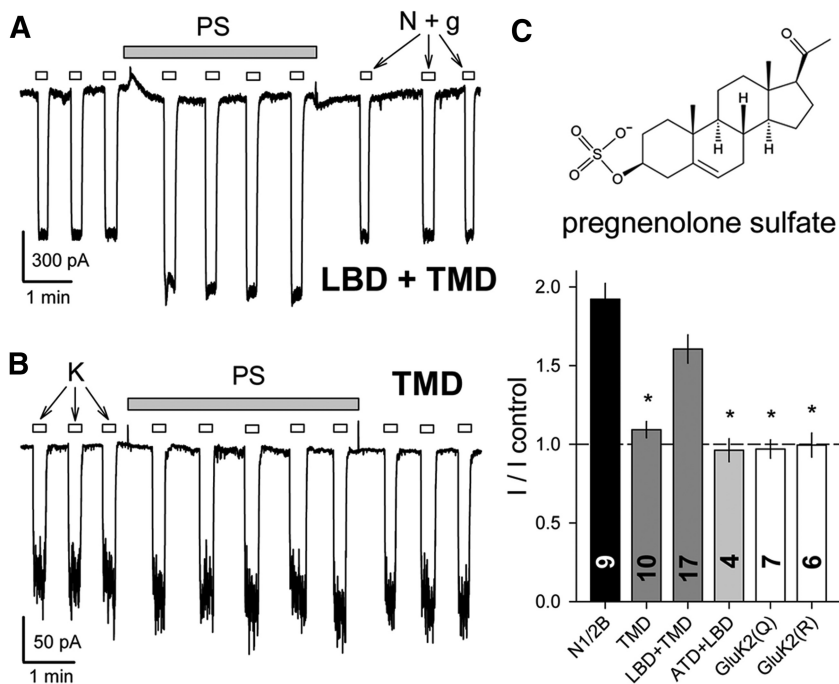 A
PS
N + g
300 pA
1 min
LBD + TMD
B
K
PS
TMD
50 pA
1 min
C
O
O
O⁻
S
O
O
H
H
H
pregnenolone sulfate
I / I control
2.0
1.5
1.0
0.5
0.0
9
10
17
4
7
6
*
*
*
*
N1/2B
TMD
LBD+TMD
ATD+LBD
GluK2(Q)
GluK2(R)